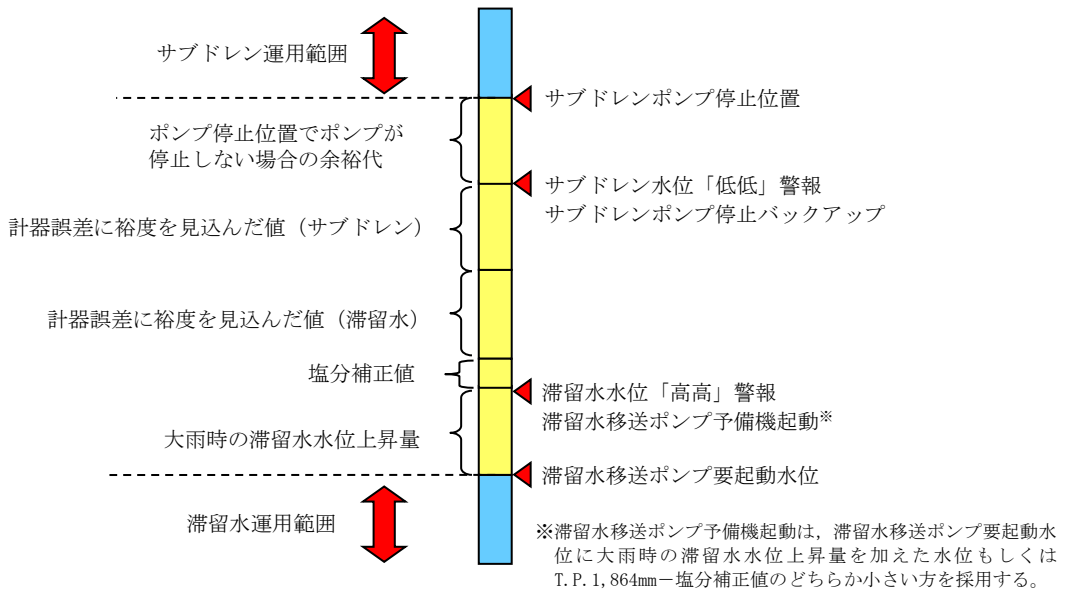 サブドレン運用範囲
サブドレンポンプ停止位置
ポンプ停止位置でポンプが
停止しない場合の余裕代
サブドレン水位「低低」警報
サブドレンポンプ停止バックアップ
計器誤差に裕度を見込んだ値（サブドレン）
計器誤差に裕度を見込んだ値（滞留水）
塩分補正値
滞留水水位「高高」警報
滞留水移送ポンプ予備機起動※
大雨時の滞留水水位上昇量
滞留水移送ポンプ要起動水位
滞留水運用範囲
※滞留水移送ポンプ予備機起動は，滞留水移送ポンプ要起動水
位に大雨時の滞留水水位上昇量を加えた水位もしくは
T.P.1,864mm－塩分補正値のどちらか小さい方を採用する。